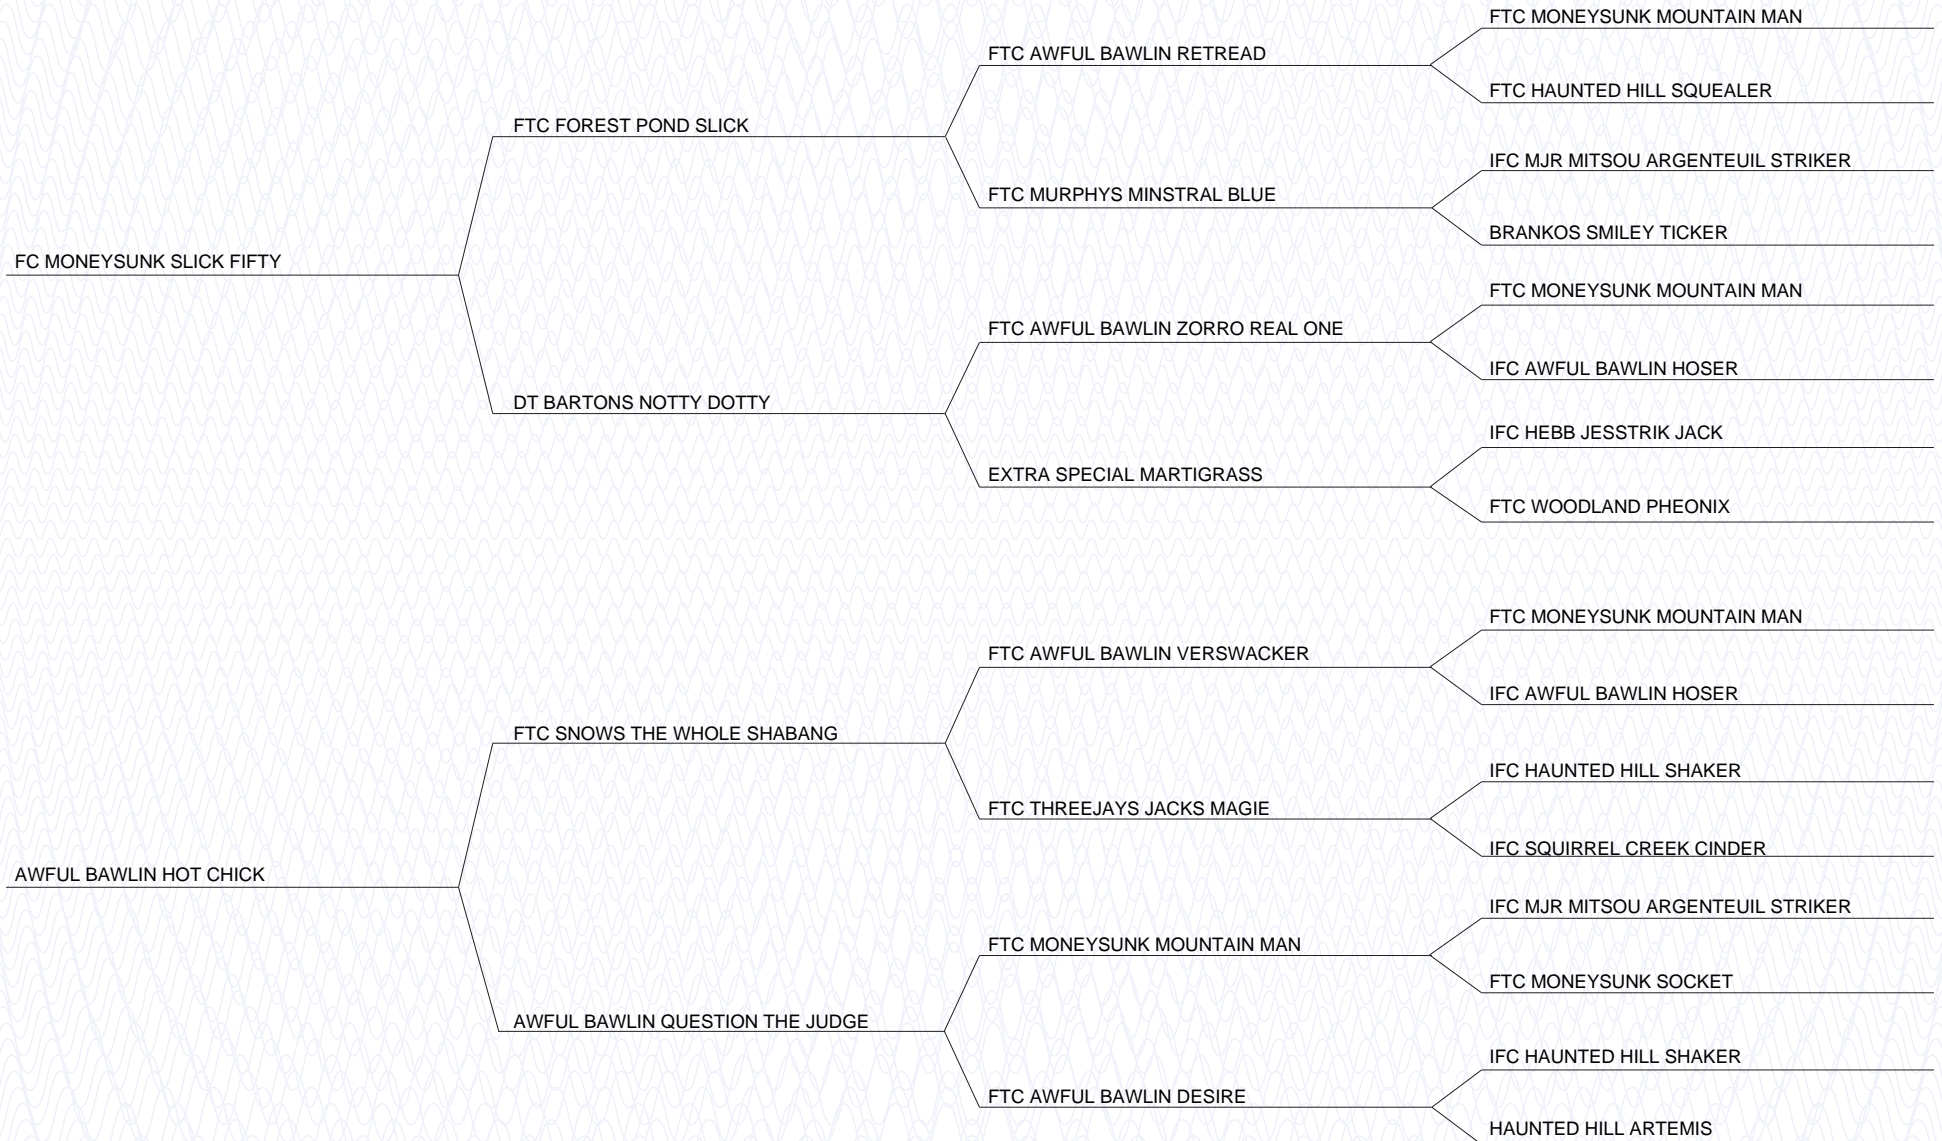 FTC MONEYSUNK MOUNTAIN MAN
FTC AWFUL BAWLIN RETREAD
FTC HAUNTED HILL SQUEALER
FTC FOREST POND SLICK
IFC MJR MITSOU ARGENTEUIL STRIKER
FTC MURPHYS MINSTRAL BLUE
BRANKOS SMILEY TICKER
FC MONEYSUNK SLICK FIFTY
FTC MONEYSUNK MOUNTAIN MAN
FTC AWFUL BAWLIN ZORRO REAL ONE
IFC AWFUL BAWLIN HOSER
DT BARTONS NOTTY DOTTY
IFC HEBB JESSTRIK JACK
EXTRA SPECIAL MARTIGRASS
FTC WOODLAND PHEONIX
FTC MONEYSUNK MOUNTAIN MAN
FTC AWFUL BAWLIN VERSWACKER
IFC AWFUL BAWLIN HOSER
FTC SNOWS THE WHOLE SHABANG
IFC HAUNTED HILL SHAKER
FTC THREEJAYS JACKS MAGIE
IFC SQUIRREL CREEK CINDER
AWFUL BAWLIN HOT CHICK
IFC MJR MITSOU ARGENTEUIL STRIKER
FTC MONEYSUNK MOUNTAIN MAN
FTC MONEYSUNK SOCKET
AWFUL BAWLIN QUESTION THE JUDGE
IFC HAUNTED HILL SHAKER
FTC AWFUL BAWLIN DESIRE
HAUNTED HILL ARTEMIS